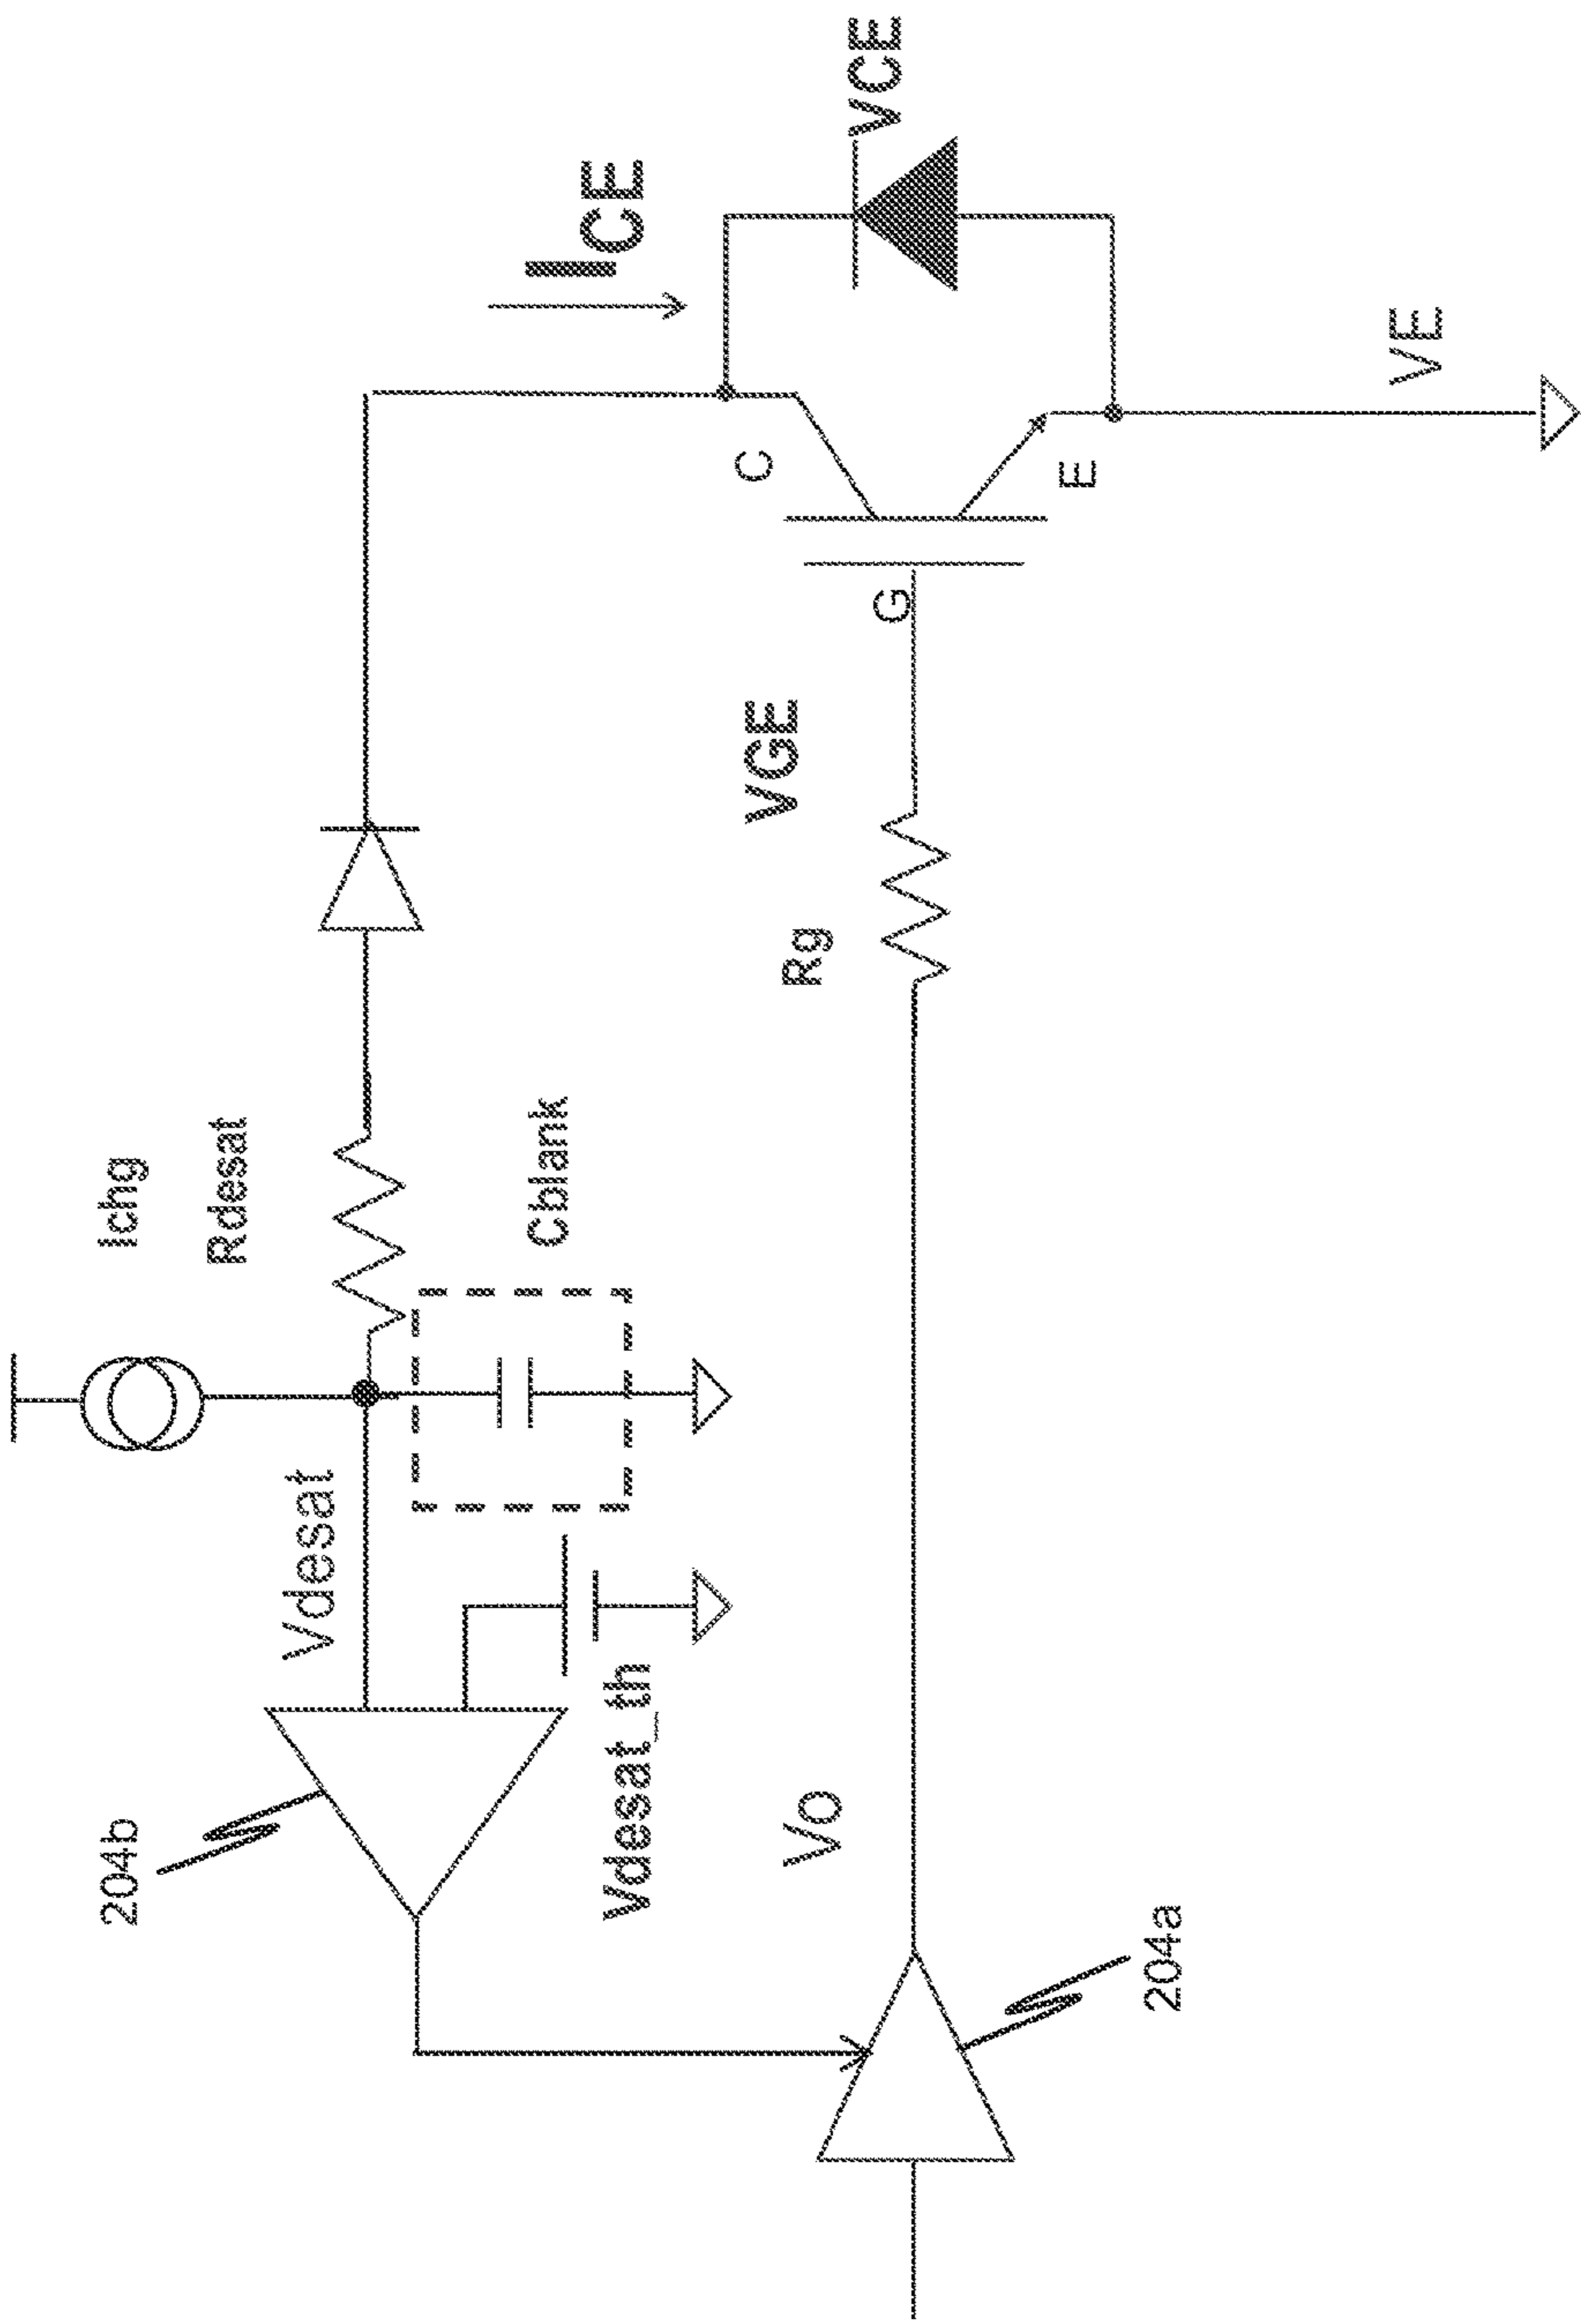 Ichg
204b
Vdesat
Rdesat
Cblank
Vdesat_th
ICE
VCE
C
E
G
VGE
Rg
Vo
204a
VE